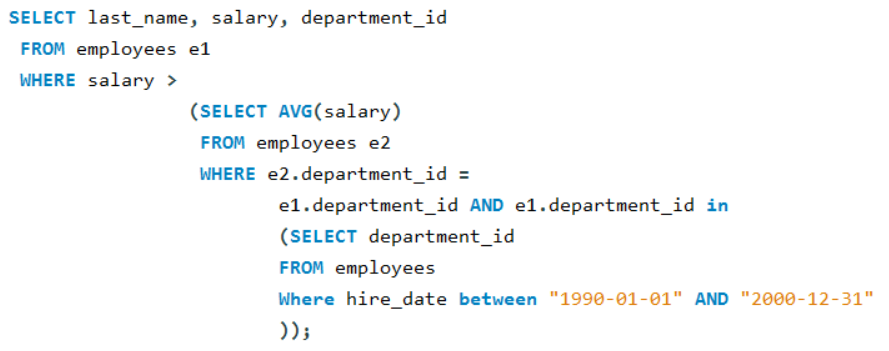 SELECT last_name, salary, department_id
FROM employees e1
WHERE salary >
(SELECT AVG(salary)
FROM employees e2
WHERE e2.department_id =
e1.department_id AND e1.department_id in
(SELECT department_id
FROM employees
Where hire_date between "1990-01-01" AND "2000-12-31"
));